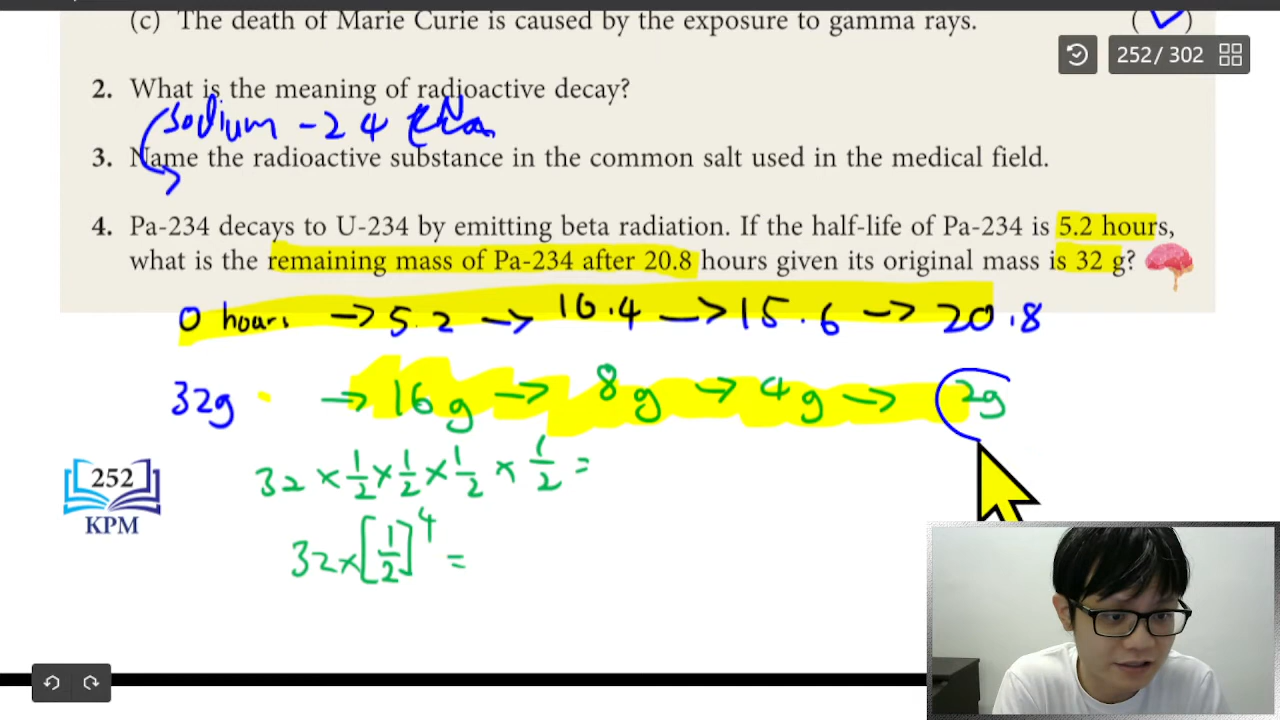 (c) The death of Marie Curie is caused by the exposure to gamma rays. ( )
252 / 302
2. What is the meaning of radioactive decay?
Sodium - 24
3. Name the radioactive substance in the common salt used in the medical field.
4. Pa-234 decays to U-234 by emitting beta radiation. If the half-life of Pa-234 is 5.2 hours,
what is the remaining mass of Pa-234 after 20.8 hours given its original mass is 32 g?
0 hours → 5.2 → 10.4 → 15.6 → 20.8
32g → 16g → 8g → 4g → 2g
32 × 1/2 × 1/2 × 1/2 × 1/2 =
32 × [1/2]^4 =
252
KPM